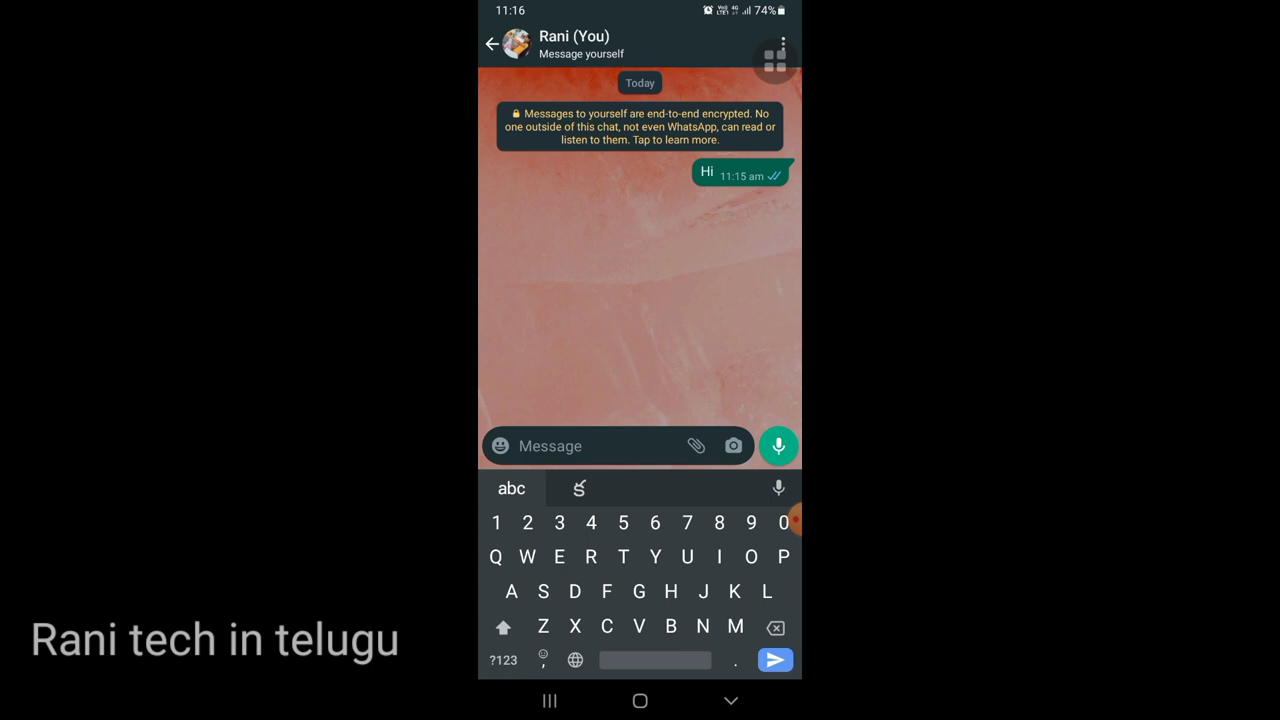 11:16
74%
Rani (You)
Message yourself
Today
Messages to yourself are end-to-end encrypted. No
one outside of this chat, not even WhatsApp, can read or
listen to them. Tap to learn more.
Hi 11:15 am
Message
abc
1 2 3 4 5 6 7 8 9 0
Q W E R T Y U I O P
A S D F G H J K L
Z X C V B N M
?123 , .
Rani tech in telugu